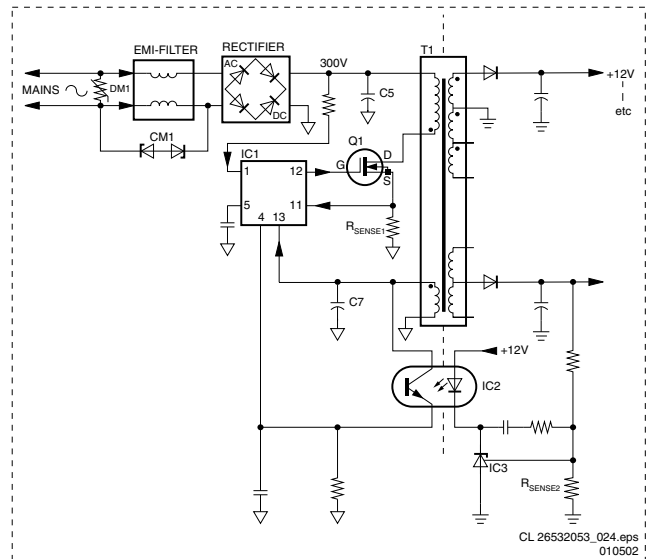 T1
EMI-FILTER
RECTIFIER
AC
300V
+12V
MAINS
DM1
C5
etc
DC
CM1
Q1
IC1
D
G
S
1
12
5
11
4
13
RSENSE1
C7
+12V
IC2
IC3
RSENSE2
CL 26532053_024.eps
010502